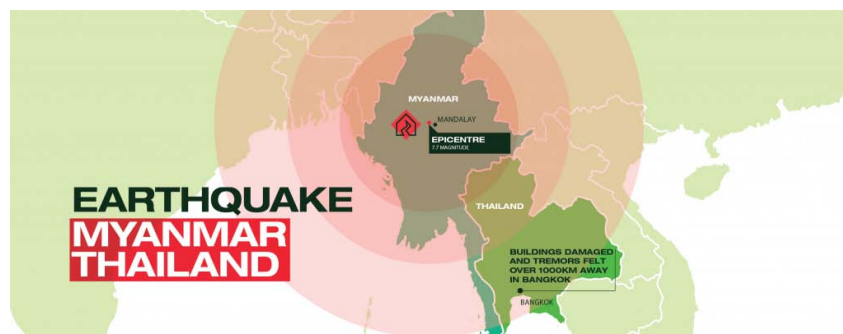 MYANMAR
MANDALAY
EPICENTRE
7.7 MAGNITUDE
EARTHQUAKE
MYANMAR
THAILAND
THAILAND
BUILDINGS DAMAGED
AND TREMORS FELT
OVER 1000KM AWAY
IN BANGKOK
BANGKOK